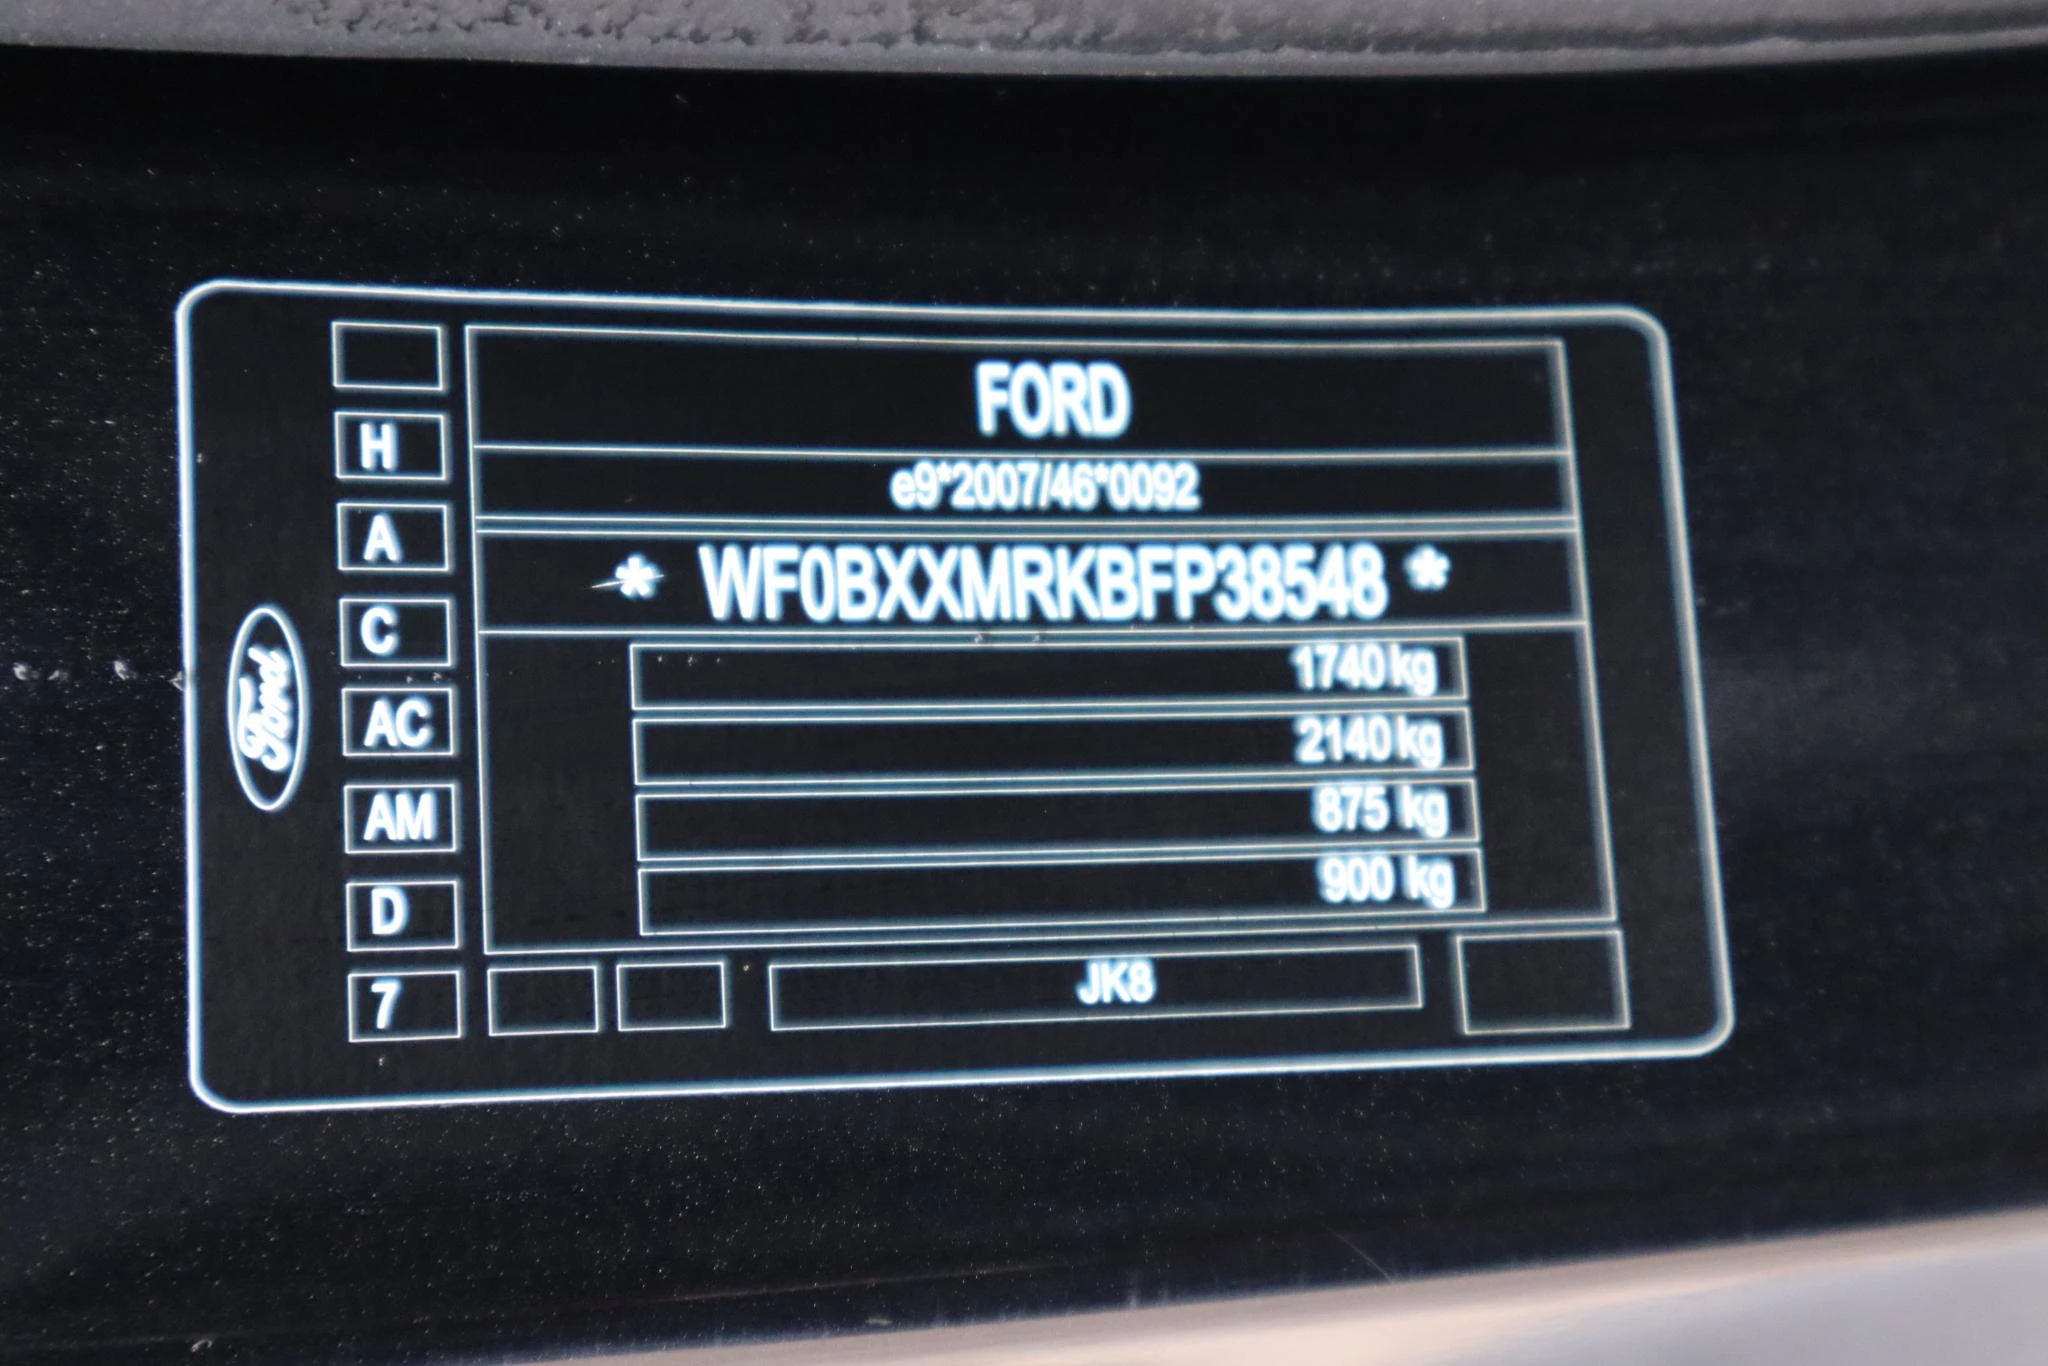 FORD
e9*2007/46*0092
* WF0BXXMRKBFP38548 *
1740 kg
2140 kg
875 kg
900 kg
H
A
C
AC
AM
D
7
JK8
Ford